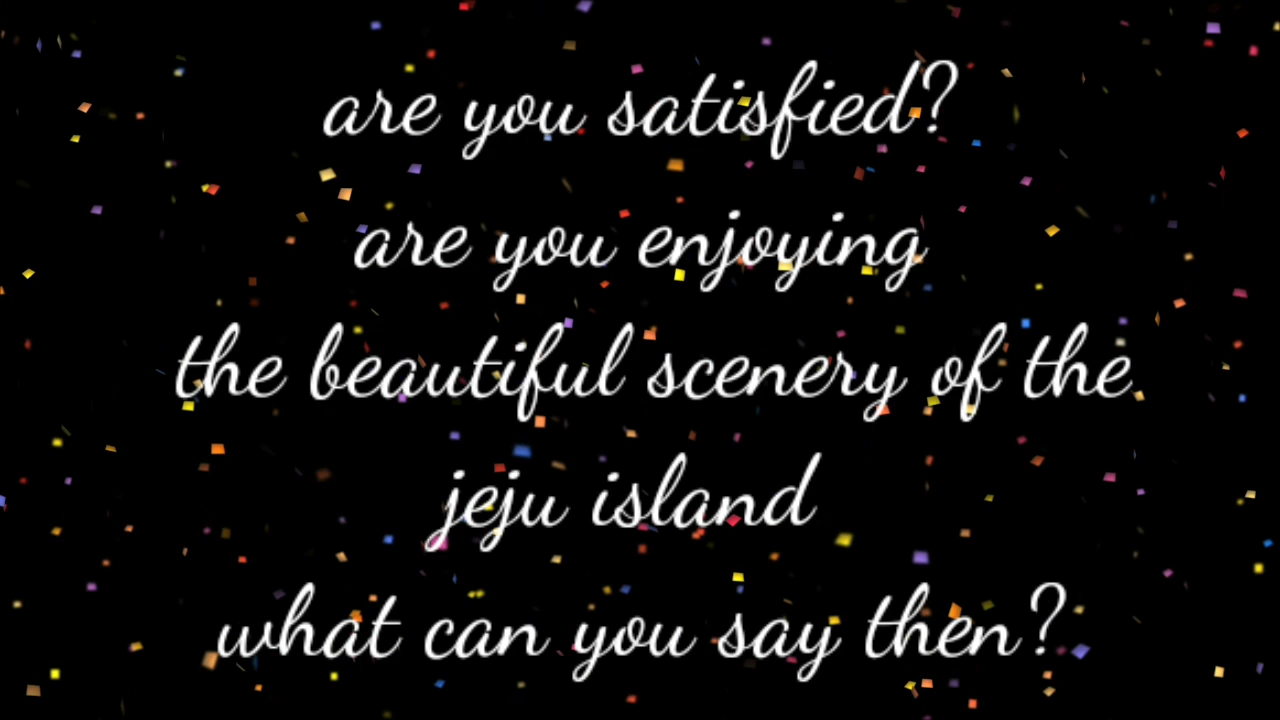 are you satisfied?
are you enjoying
the beautiful scenery of the
jeju island
what can you say then?